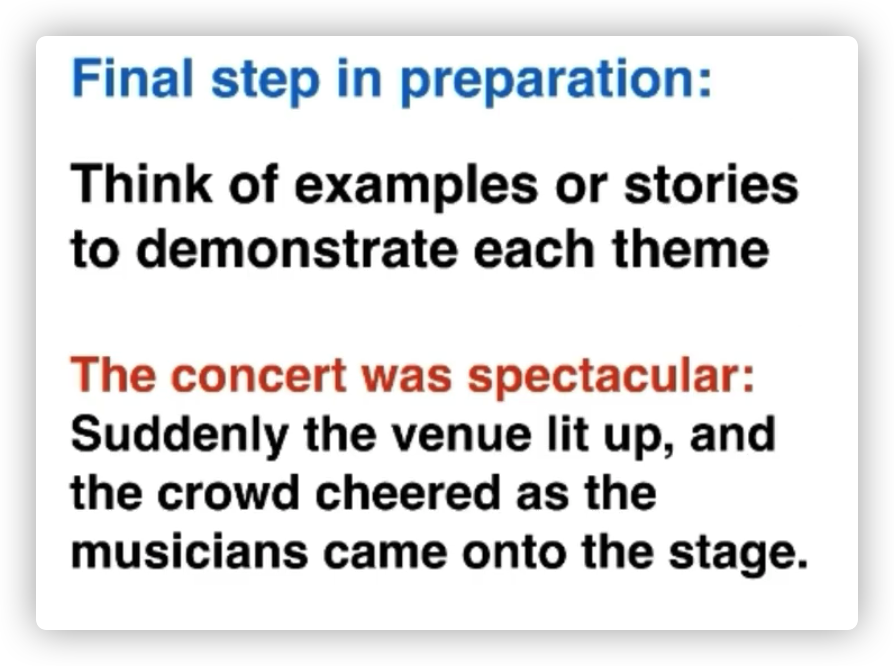 Final step in preparation:
Think of examples or stories
to demonstrate each theme
The concert was spectacular:
Suddenly the venue lit up, and
the crowd cheered as the
musicians came onto the stage.